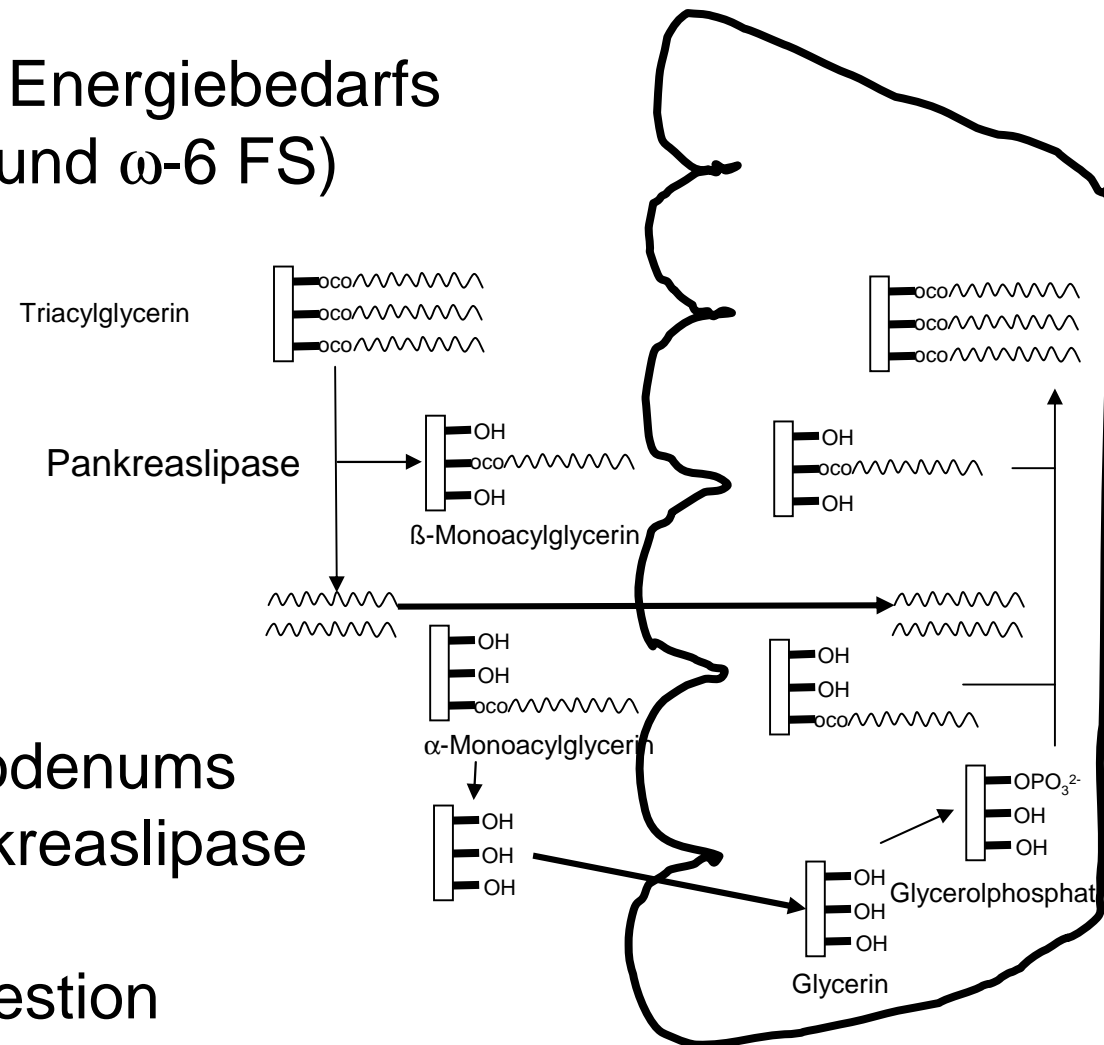 Energiebedarfs
und ω-6 FS)
Triacylglycerin
oco
oco
oco
oco
oco
oco
Pankreaslipase
OH
oco
OH
ß-Monoacylglycerin
OH
oco
OH
OH
OH
oco
α-Monoacylglycerin
OH
OH
oco
odenums
kreaslipase
OH
OH
OH
OPO₃²⁻
OH
OH
Glycerolphosphat
OH
OH
OH
Glycerin
estion